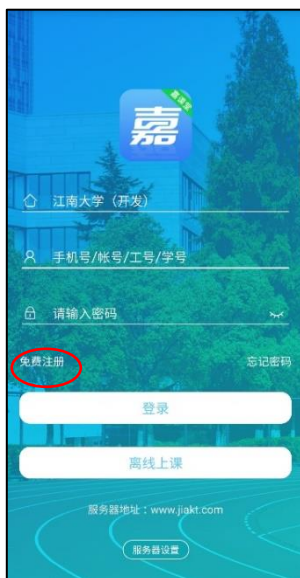 慕课堂
嘉
江南大学（开发）
手机号/帐号/工号/学号
请输入密码
免费注册 忘记密码
登录
离线上课
服务器地址：www.jiakt.com
服务器设置